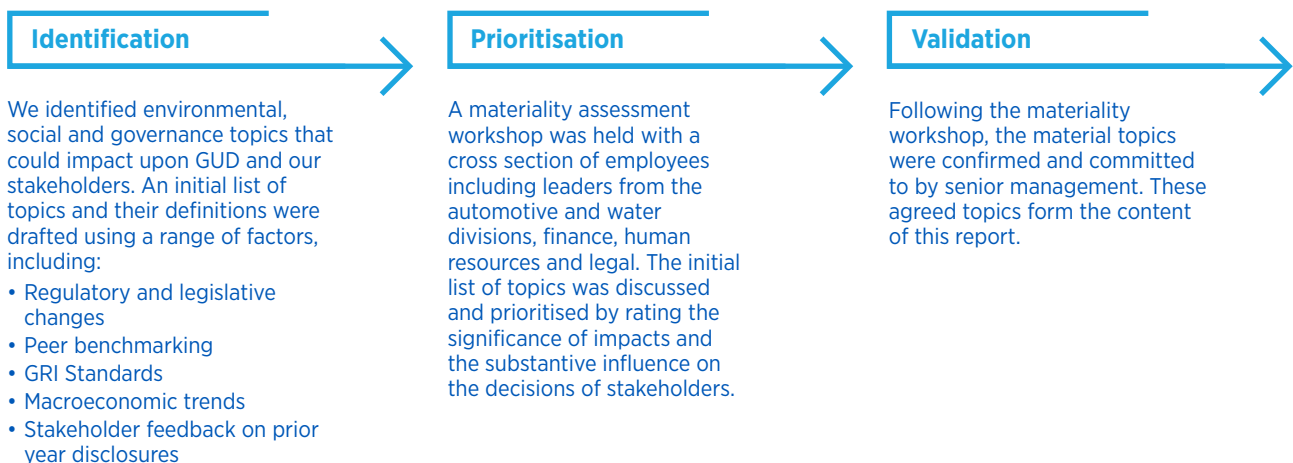 Identification
We identified environmental,
social and governance topics that
could impact upon GUD and our
stakeholders. An initial list of
topics and their definitions were
drafted using a range of factors,
including:
• Regulatory and legislative
changes
• Peer benchmarking
• GRI Standards
• Macroeconomic trends
• Stakeholder feedback on prior
year disclosures
Prioritisation
A materiality assessment
workshop was held with a
cross section of employees
including leaders from the
automotive and water
divisions, finance, human
resources and legal. The initial
list of topics was discussed
and prioritised by rating the
significance of impacts and
the substantive influence on
the decisions of stakeholders.
Validation
Following the materiality
workshop, the material topics
were confirmed and committed
to by senior management. These
agreed topics form the content
of this report.